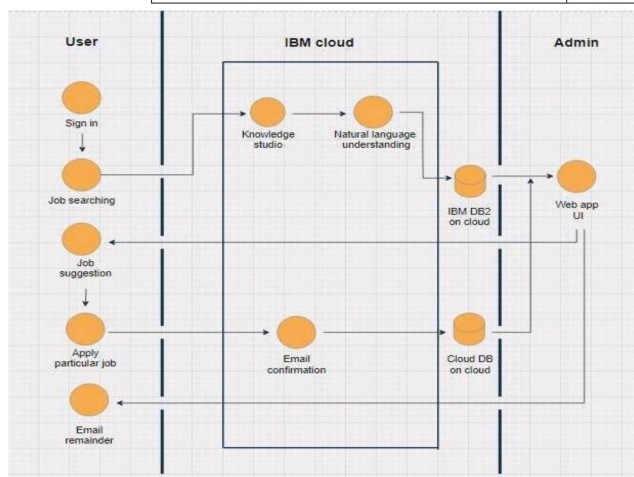 User
IBM cloud
Admin
Sign in
Knowledge
studio
Natural language
understanding
Job searching
IBM DB2
on cloud
Web app
UI
Job
suggestion
Apply
particular job
Email
confirmation
Cloud DB
on cloud
Email
remainder